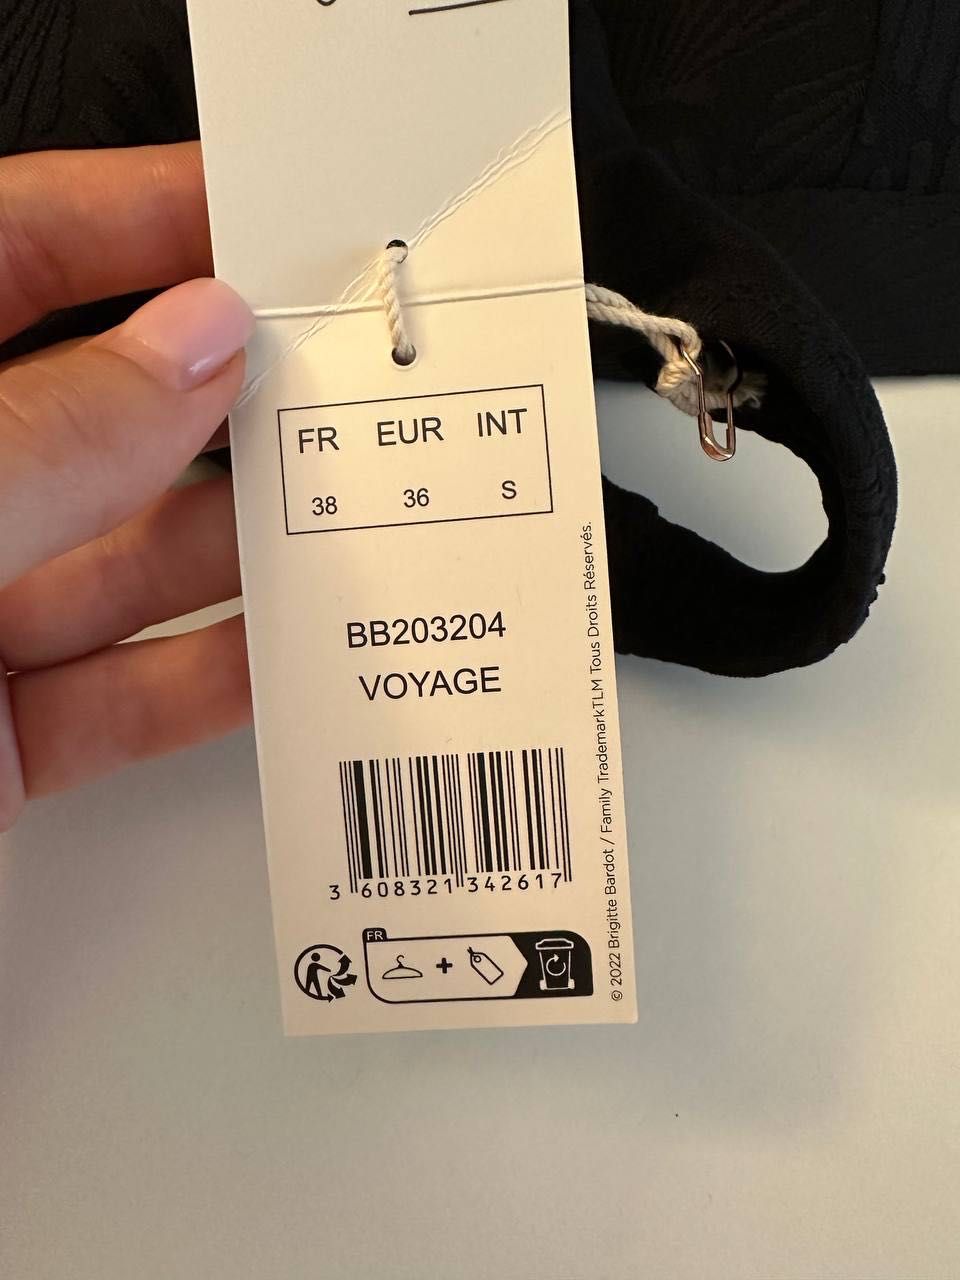 FR EUR INT
38 36 S
BB203204
VOYAGE
3 608321 342617
FR
© 2022 Brigitte Bardot / Family TrademarkTLM Tous Droits Réservés.